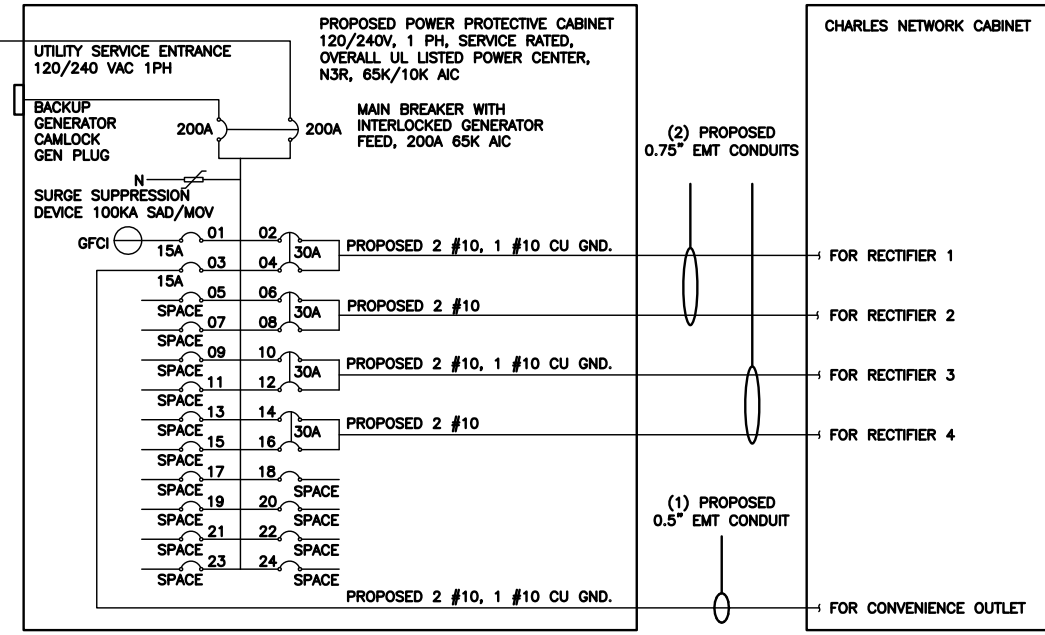 PROPOSED POWER PROTECTIVE CABINET
120/240V, 1 PH, SERVICE RATED,
OVERALL UL LISTED POWER CENTER,
N3R, 65K/10K AIC
CHARLES NETWORK CABINET
UTILITY SERVICE ENTRANCE
120/240 VAC 1PH
BACKUP
GENERATOR
CAMLOCK
GEN PLUG
200A
200A
MAIN BREAKER WITH
INTERLOCKED GENERATOR
FEED, 200A 65K AIC
(2) PROPOSED
0.75" EMT CONDUITS
N
SURGE SUPPRESSION
DEVICE 100KA SAD/MOV
GFCI
15A
01
02
30A
PROPOSED 2 #10, 1 #10 CU GND.
FOR RECTIFIER 1
15A
03
04
SPACE
05
06
30A
PROPOSED 2 #10
FOR RECTIFIER 2
SPACE
07
08
SPACE
09
10
30A
PROPOSED 2 #10, 1 #10 CU GND.
FOR RECTIFIER 3
SPACE
11
12
SPACE
13
14
30A
PROPOSED 2 #10
FOR RECTIFIER 4
SPACE
15
16
SPACE
17
18
SPACE
SPACE
19
20
SPACE
SPACE
21
22
SPACE
SPACE
23
24
SPACE
(1) PROPOSED
0.5" EMT CONDUIT
PROPOSED 2 #10, 1 #10 CU GND.
FOR CONVENIENCE OUTLET